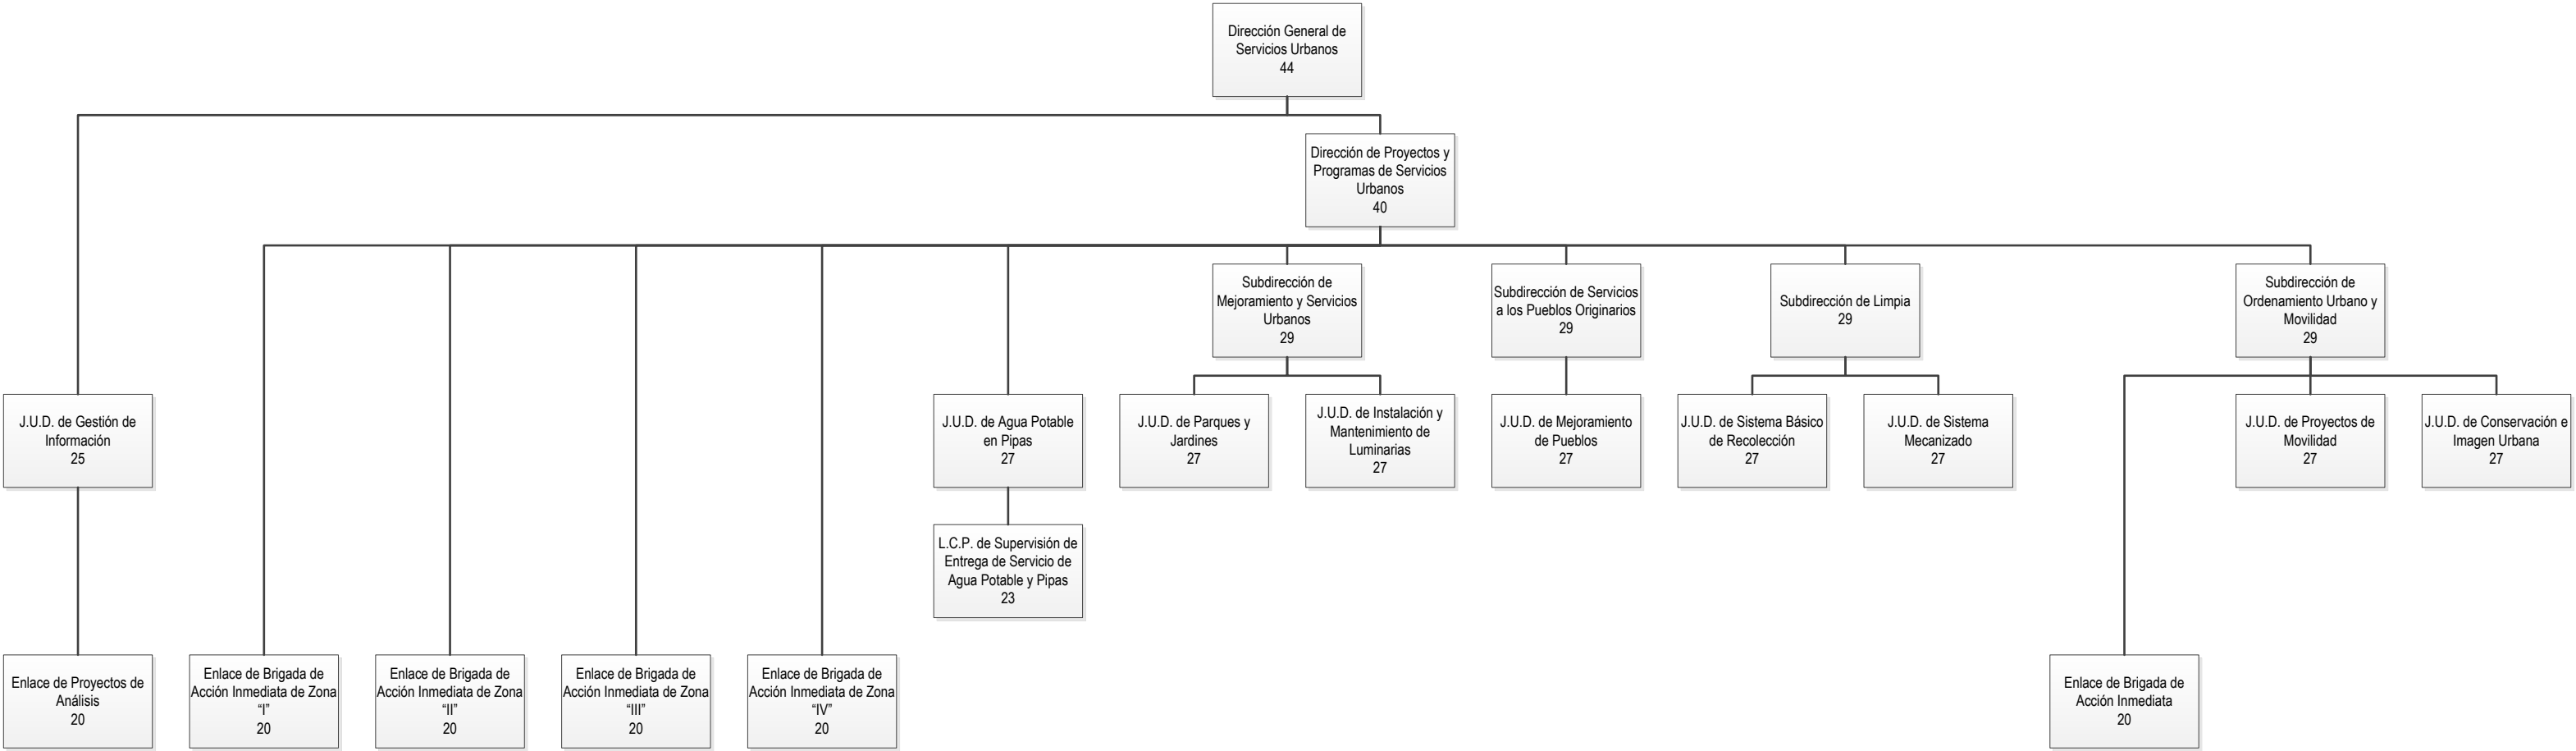 Dirección General de
Servicios Urbanos
44
Dirección de Proyectos y
Programas de Servicios
Urbanos
40
Subdirección de
Mejoramiento y Servicios
Urbanos
29
Subdirección de Servicios
a los Pueblos Originarios
29
Subdirección de Limpia
29
Subdirección de
Ordenamiento Urbano y
Movilidad
29
J.U.D. de Gestión de
Información
25
J.U.D. de Agua Potable
en Pipas
27
J.U.D. de Parques y
Jardines
27
J.U.D. de Instalación y
Mantenimiento de
Luminarias
27
J.U.D. de Mejoramiento
de Pueblos
27
J.U.D. de Sistema Básico
de Recolección
27
J.U.D. de Sistema
Mecanizado
27
J.U.D. de Proyectos de
Movilidad
27
J.U.D. de Conservación e
Imagen Urbana
27
L.C.P. de Supervisión de
Entrega de Servicio de
Agua Potable y Pipas
23
Enlace de Proyectos de
Análisis
20
Enlace de Brigada de
Acción Inmediata de Zona
“I”
20
Enlace de Brigada de
Acción Inmediata de Zona
“II”
20
Enlace de Brigada de
Acción Inmediata de Zona
“III”
20
Enlace de Brigada de
Acción Inmediata de Zona
“IV”
20
Enlace de Brigada de
Acción Inmediata
20